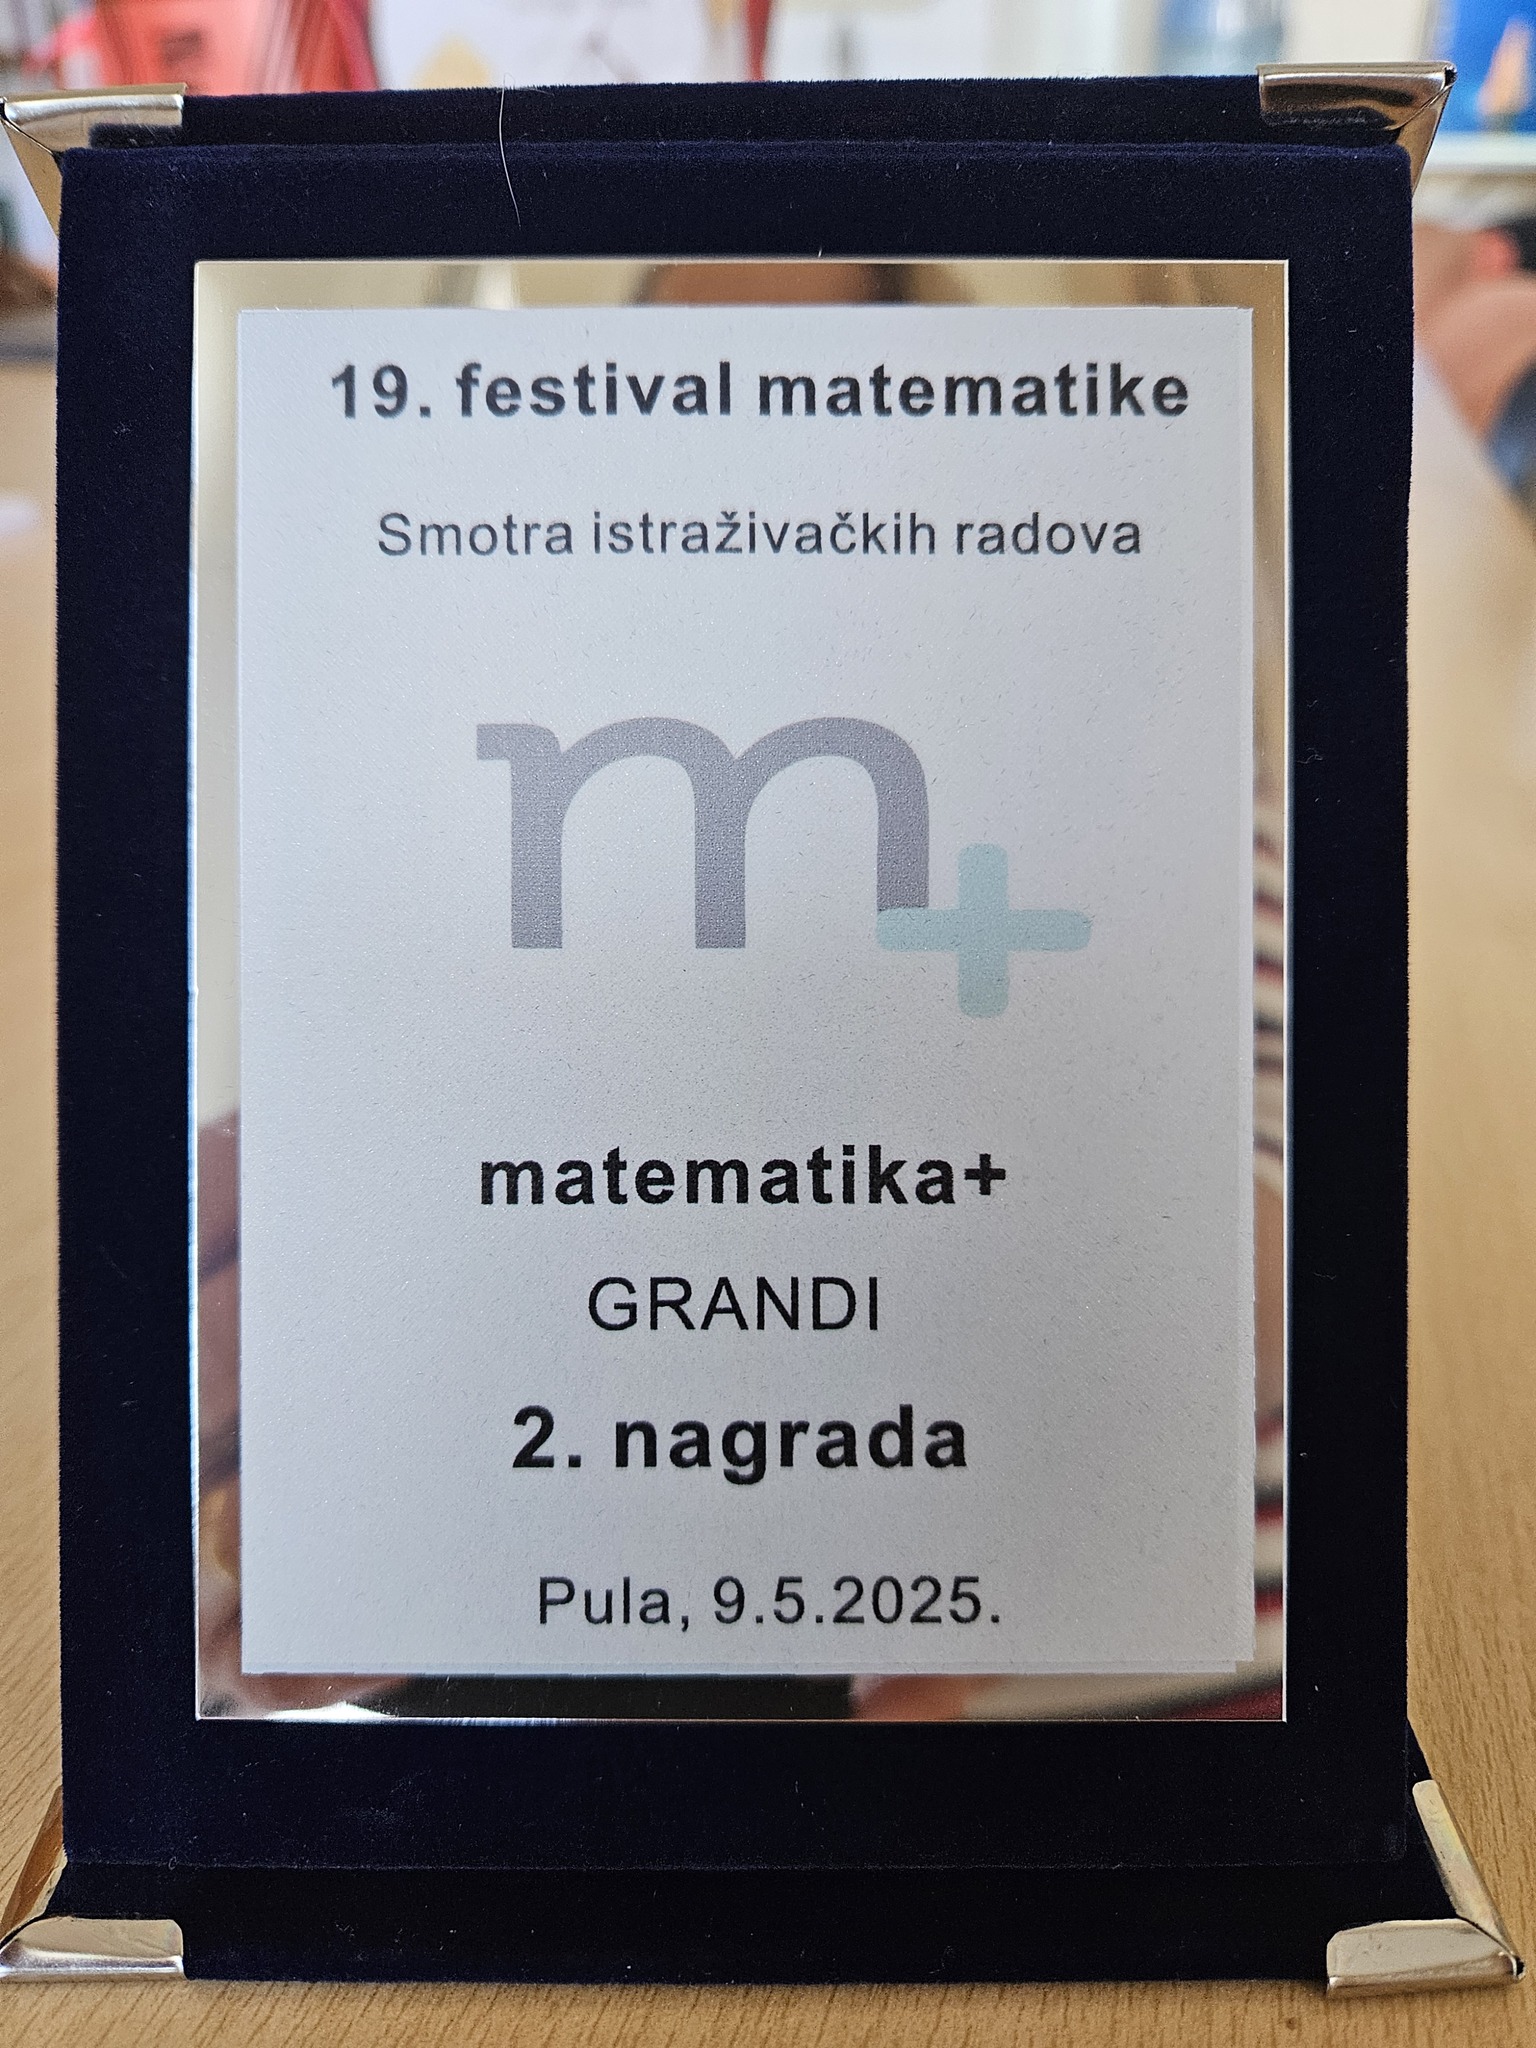 19. festival matematike
Smotra istraživačkih radova
m+
matematika+
GRANDI
2. nagrada
Pula, 9.5.2025.